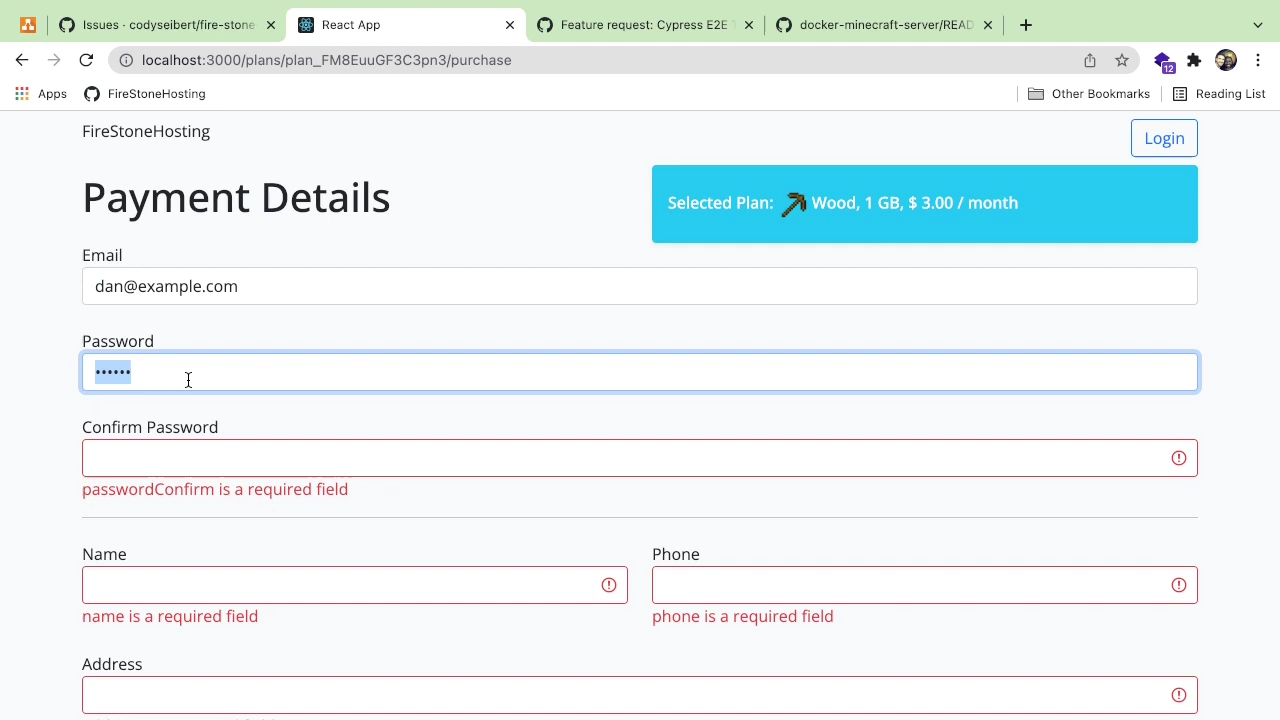 Issues · codyseibert/fire-stone-
React App
Feature request: Cypress E2E T
docker-minecraft-server/READ
localhost:3000/plans/plan_FM8EuuGF3C3pn3/purchase
12
Apps
FireStoneHosting
Other Bookmarks
Reading List
FireStoneHosting
Login
Payment Details
Selected Plan: Wood, 1 GB, $ 3.00 / month
Email
dan@example.com
Password
••••••
Confirm Password
passwordConfirm is a required field
Name
Phone
name is a required field
phone is a required field
Address